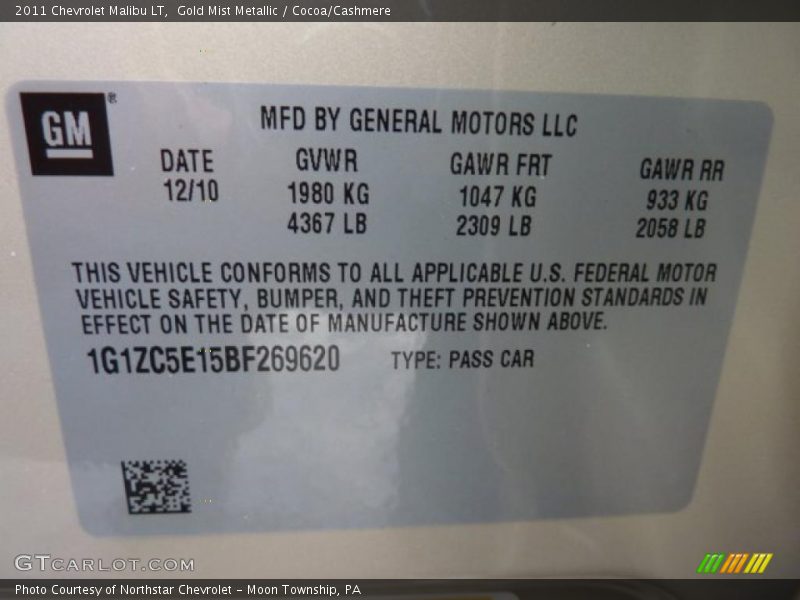 2011 Chevrolet Malibu LT, Gold Mist Metallic / Cocoa/Cashmere
GM ®
MFD BY GENERAL MOTORS LLC
DATE GVWR GAWR FRT GAWR RR
12/10 1980 KG 1047 KG 933 KG
4367 LB 2309 LB 2058 LB
THIS VEHICLE CONFORMS TO ALL APPLICABLE U.S. FEDERAL MOTOR
VEHICLE SAFETY, BUMPER, AND THEFT PREVENTION STANDARDS IN
EFFECT ON THE DATE OF MANUFACTURE SHOWN ABOVE.
1G1ZC5E15BF269620 TYPE: PASS CAR
GTCARLOT.COM
Photo Courtesy of Northstar Chevrolet - Moon Township, PA